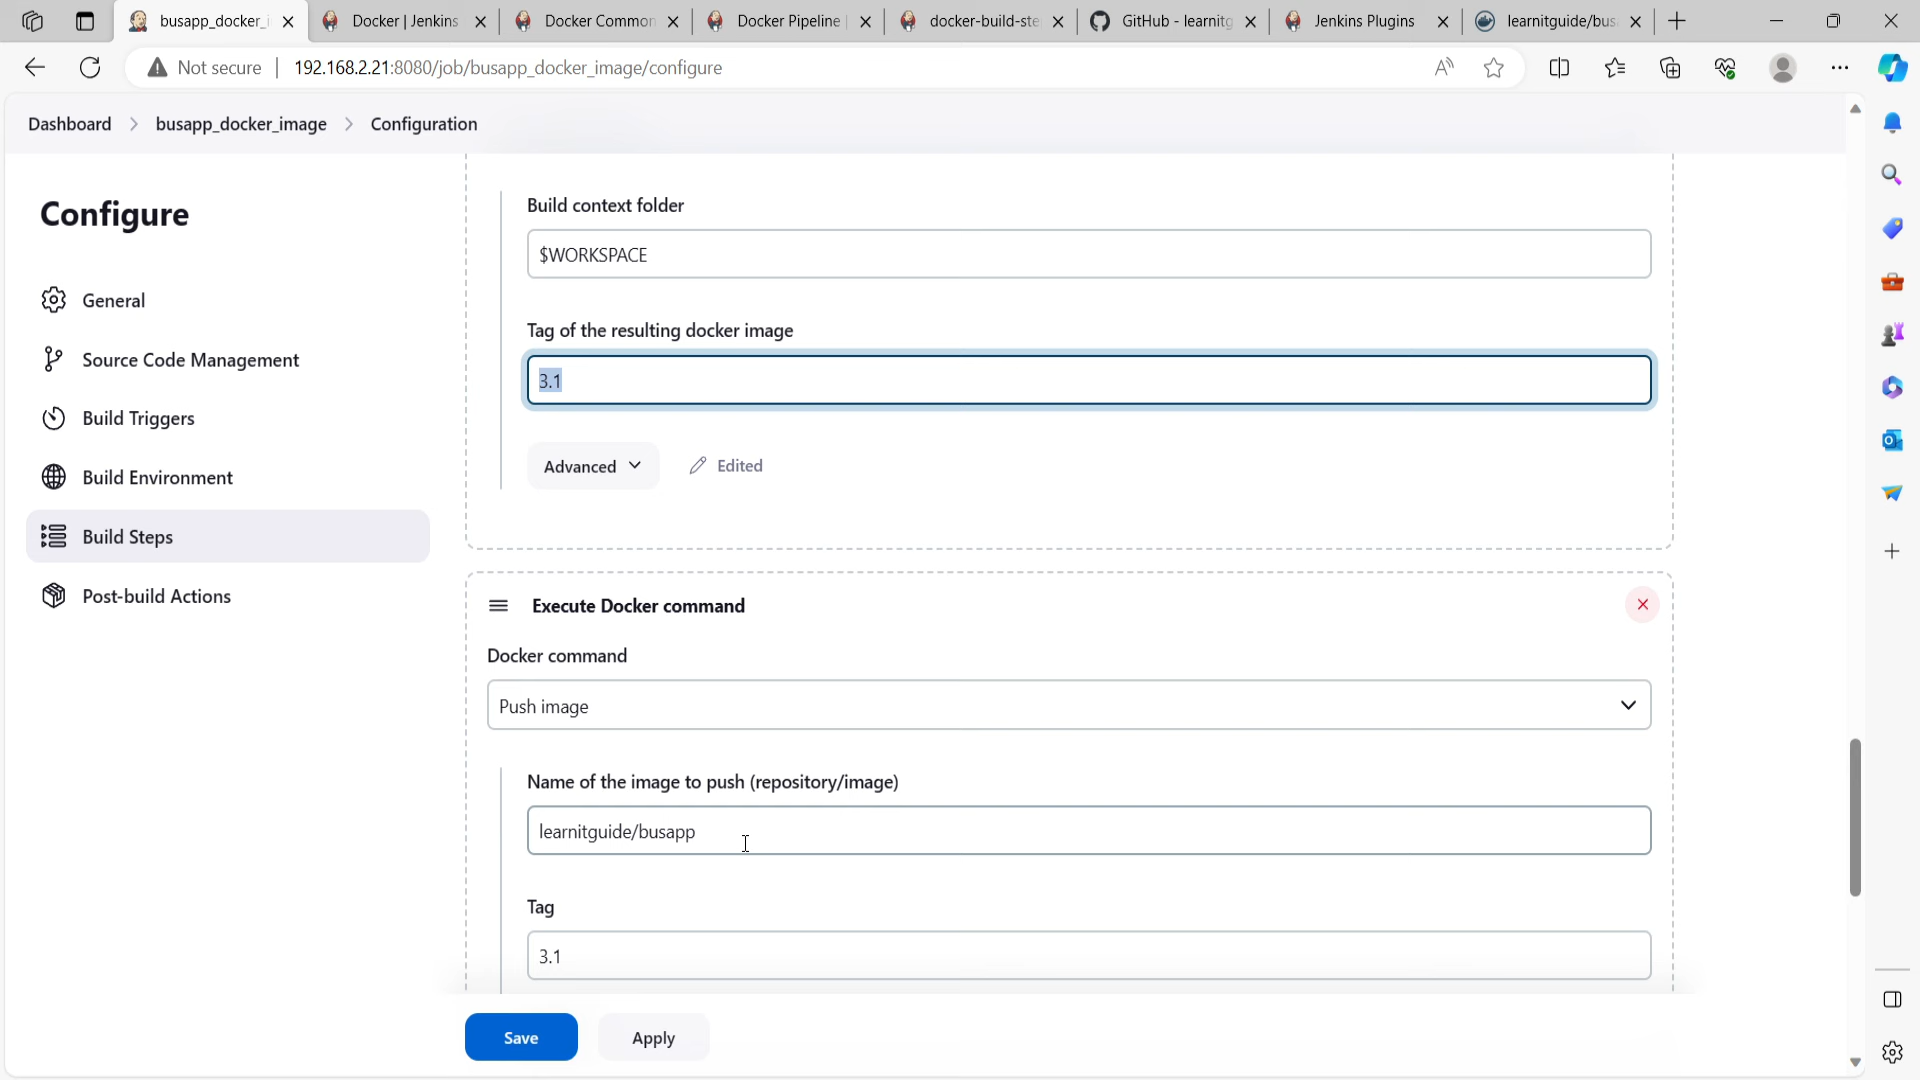 busapp_docker_i
Docker | Jenkins
Docker Common
Docker Pipeline
docker-build-ste
GitHub - learnitg
Jenkins Plugins
learnitguide/bus
Not secure
192.168.2.21:8080/job/busapp_docker_image/configure
Dashboard
busapp_docker_image
Configuration
Configure
General
Source Code Management
Build Triggers
Build Environment
Build Steps
Post-build Actions
Build context folder
$WORKSPACE
Tag of the resulting docker image
3.1
Advanced
Edited
Execute Docker command
Docker command
Push image
Name of the image to push (repository/image)
learnitguide/busapp
Tag
3.1
Save
Apply